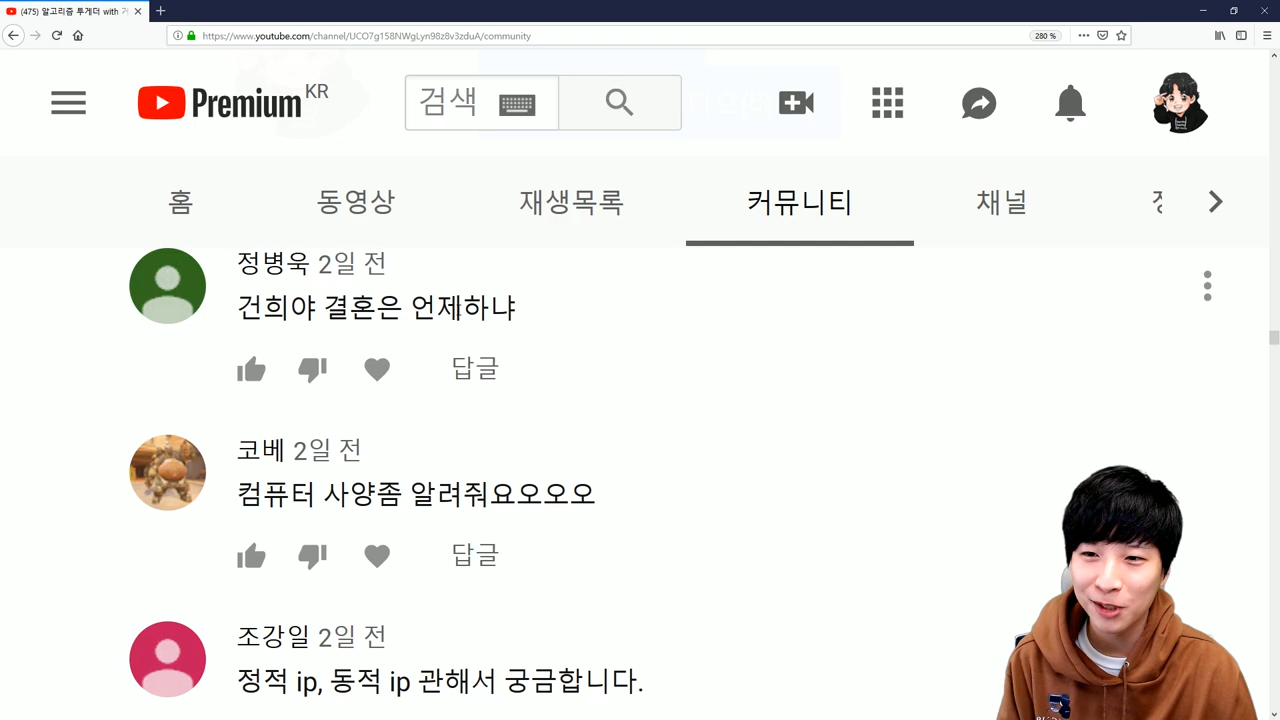 (475) 알고리즘 투게더 with
https://www.youtube.com/channel/UCO7g158NWgLyn98z8v3zduA/community
280 %
Premium KR
검색
홈 동영상 재생목록 커뮤니티 채널
정병욱 2일 전
건희야 결혼은 언제하냐
답글
코베 2일 전
컴퓨터 사양좀 알려줘요오오오
답글
조강일 2일 전
정적 ip, 동적 ip 관해서 궁금합니다.